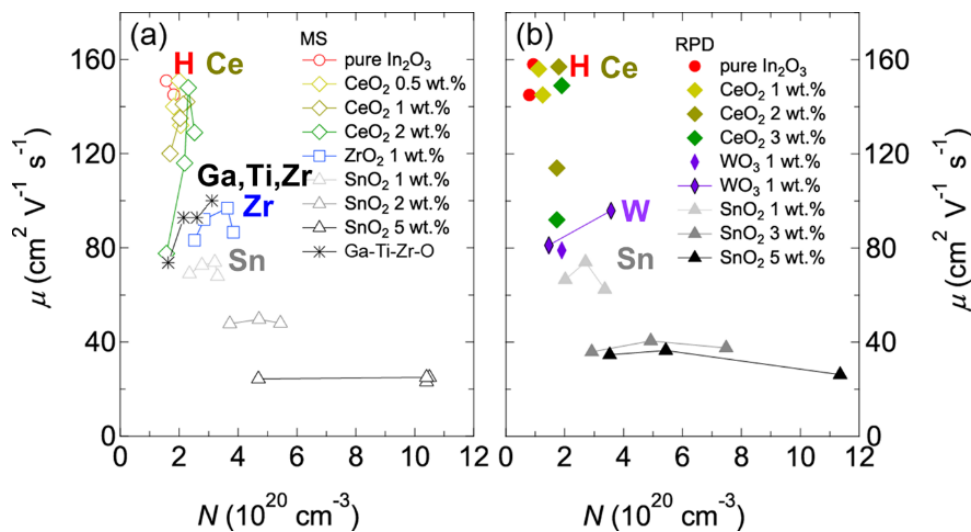 (a)
MS
H Ce
pure In₂O₃
CeO₂ 0.5 wt.%
CeO₂ 1 wt.%
CeO₂ 2 wt.%
ZrO₂ 1 wt.%
SnO₂ 1 wt.%
SnO₂ 2 wt.%
SnO₂ 5 wt.%
Ga-Ti-Zr-O
Ga,Ti,Zr
Zr
Sn
160
120
80
40
0
μ (cm² V⁻¹ s⁻¹)
0 2 4 6 8 10 12
N (10²⁰ cm⁻³)
(b)
RPD
H Ce
pure In₂O₃
CeO₂ 1 wt.%
CeO₂ 2 wt.%
CeO₂ 3 wt.%
WO₃ 1 wt.%
WO₃ 1 wt.%
SnO₂ 1 wt.%
SnO₂ 3 wt.%
SnO₂ 5 wt.%
W
Sn
160
120
80
40
0
μ (cm² V⁻¹ s⁻¹)
0 2 4 6 8 10 12
N (10²⁰ cm⁻³)